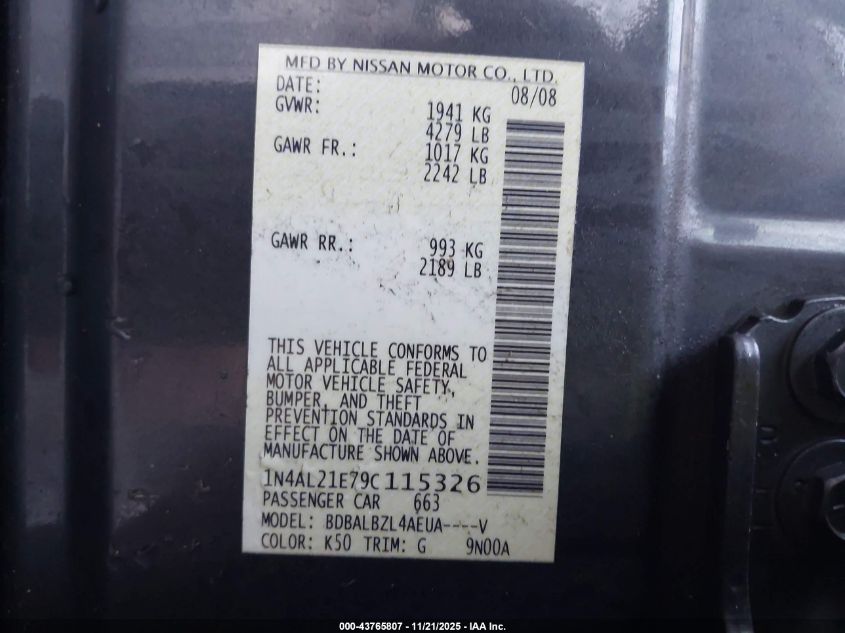 MFD BY NISSAN MOTOR CO., LTD.
DATE: 08/08
GVWR: 1941 KG
4279 LB
GAWR FR.: 1017 KG
2242 LB
GAWR RR.: 993 KG
2189 LB
THIS VEHICLE CONFORMS TO
ALL APPLICABLE FEDERAL
MOTOR VEHICLE SAFETY,
BUMPER, AND THEFT
PREVENTION STANDARDS IN
EFFECT ON THE DATE OF
MANUFACTURE SHOWN ABOVE.
1N4AL21E79C115326
PASSENGER CAR 663
MODEL: BDBALBZL4AEUA----V
COLOR: K50 TRIM: G 9N00A
000-43765807 - 11/21/2025 - IAA Inc.